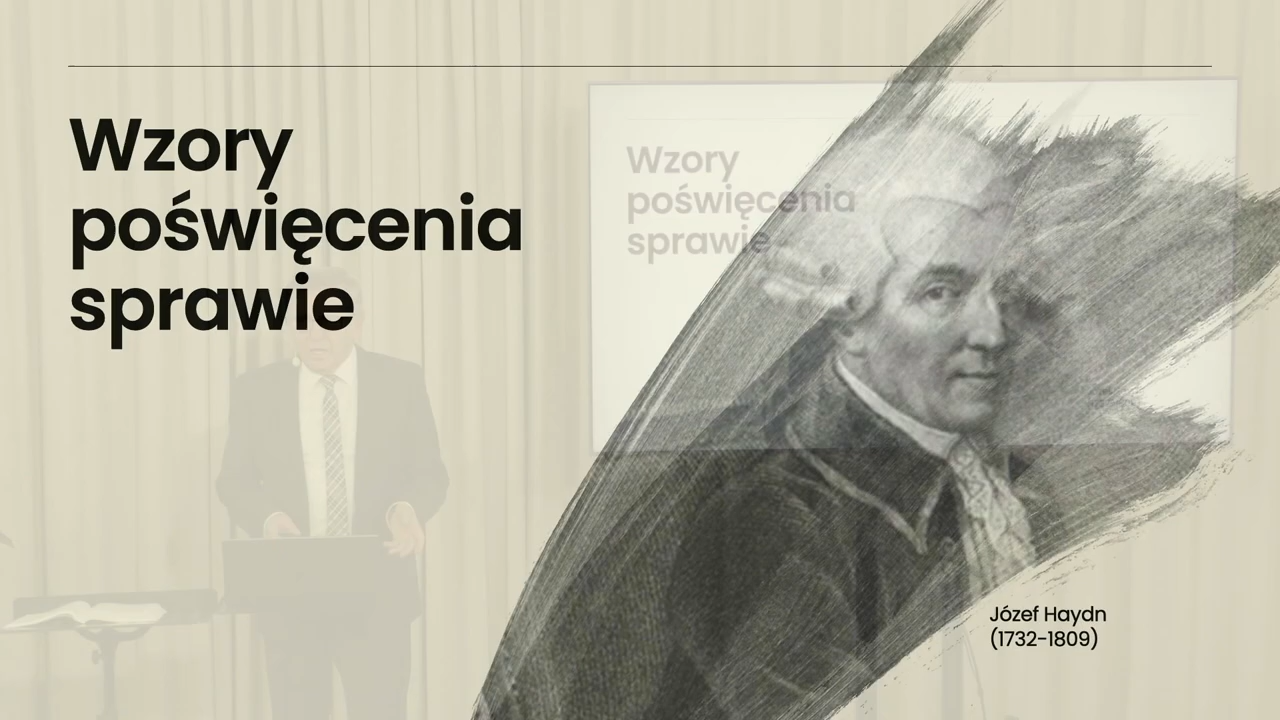 Wzory
poświęcenia
sprawie
Wzory
poświęcenia
sprawie
Józef Haydn
(1732-1809)